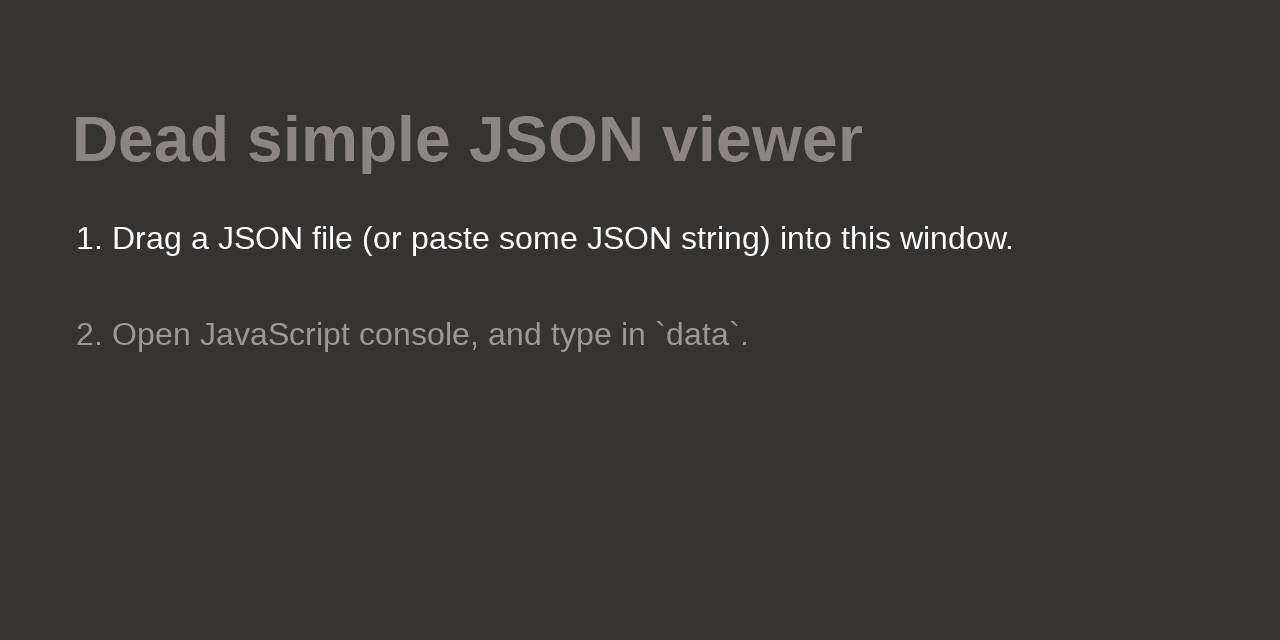 Dead simple JSON viewer
1. Drag a JSON file (or paste some JSON string) into this window.
2. Open JavaScript console, and type in `data`.